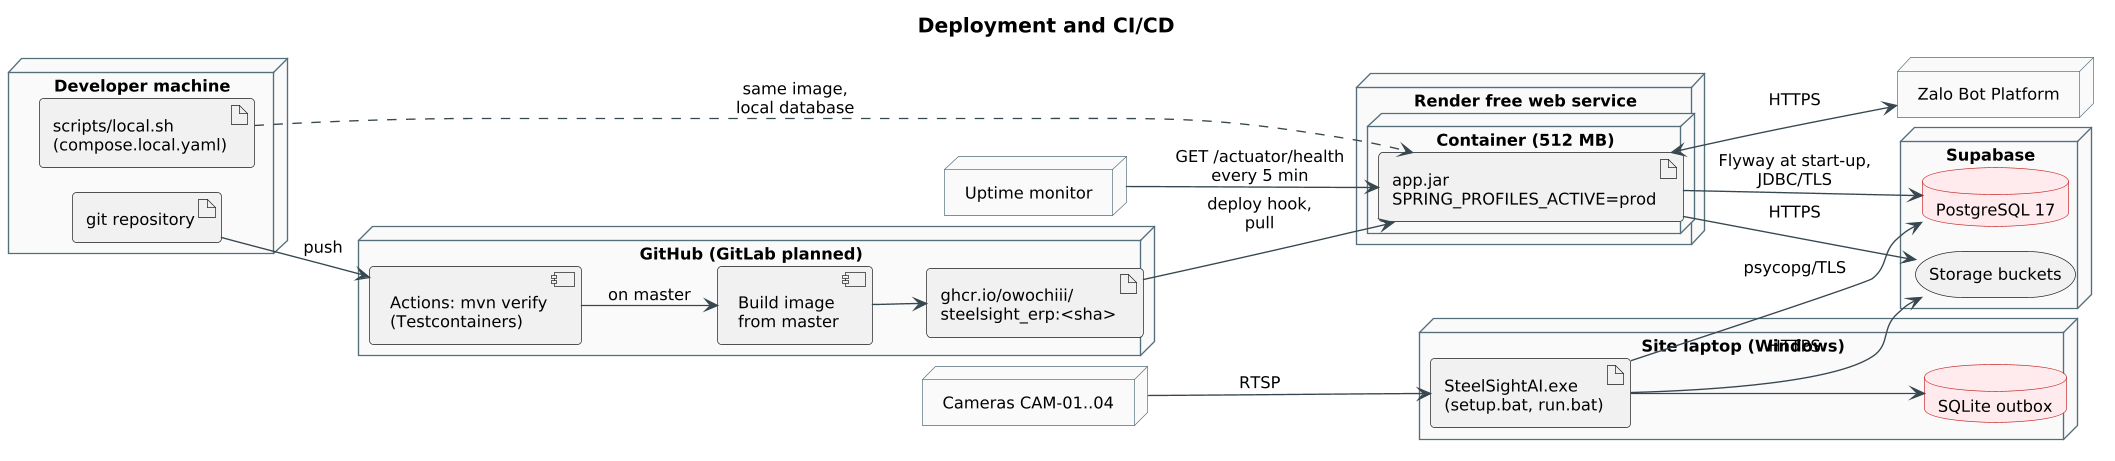 Deployment and CI/CD
Developer machine
scripts/local.sh
(compose.local.yaml)
git repository
same image,
local database
push
GitHub (GitLab planned)
Actions: mvn verify
(Testcontainers)
on master
Build image
from master
ghcr.io/owochiii/
steelsight_erp:<sha>
Uptime monitor
GET /actuator/health
every 5 min
deploy hook,
pull
Render free web service
Container (512 MB)
app.jar
SPRING_PROFILES_ACTIVE=prod
HTTPS
Zalo Bot Platform
Flyway at start-up,
JDBC/TLS
HTTPS
psycopg/TLS
Supabase
PostgreSQL 17
Storage buckets
Cameras CAM-01..04
RTSP
Site laptop (Windows)
HTTPS
SteelSightAI.exe
(setup.bat, run.bat)
SQLite outbox